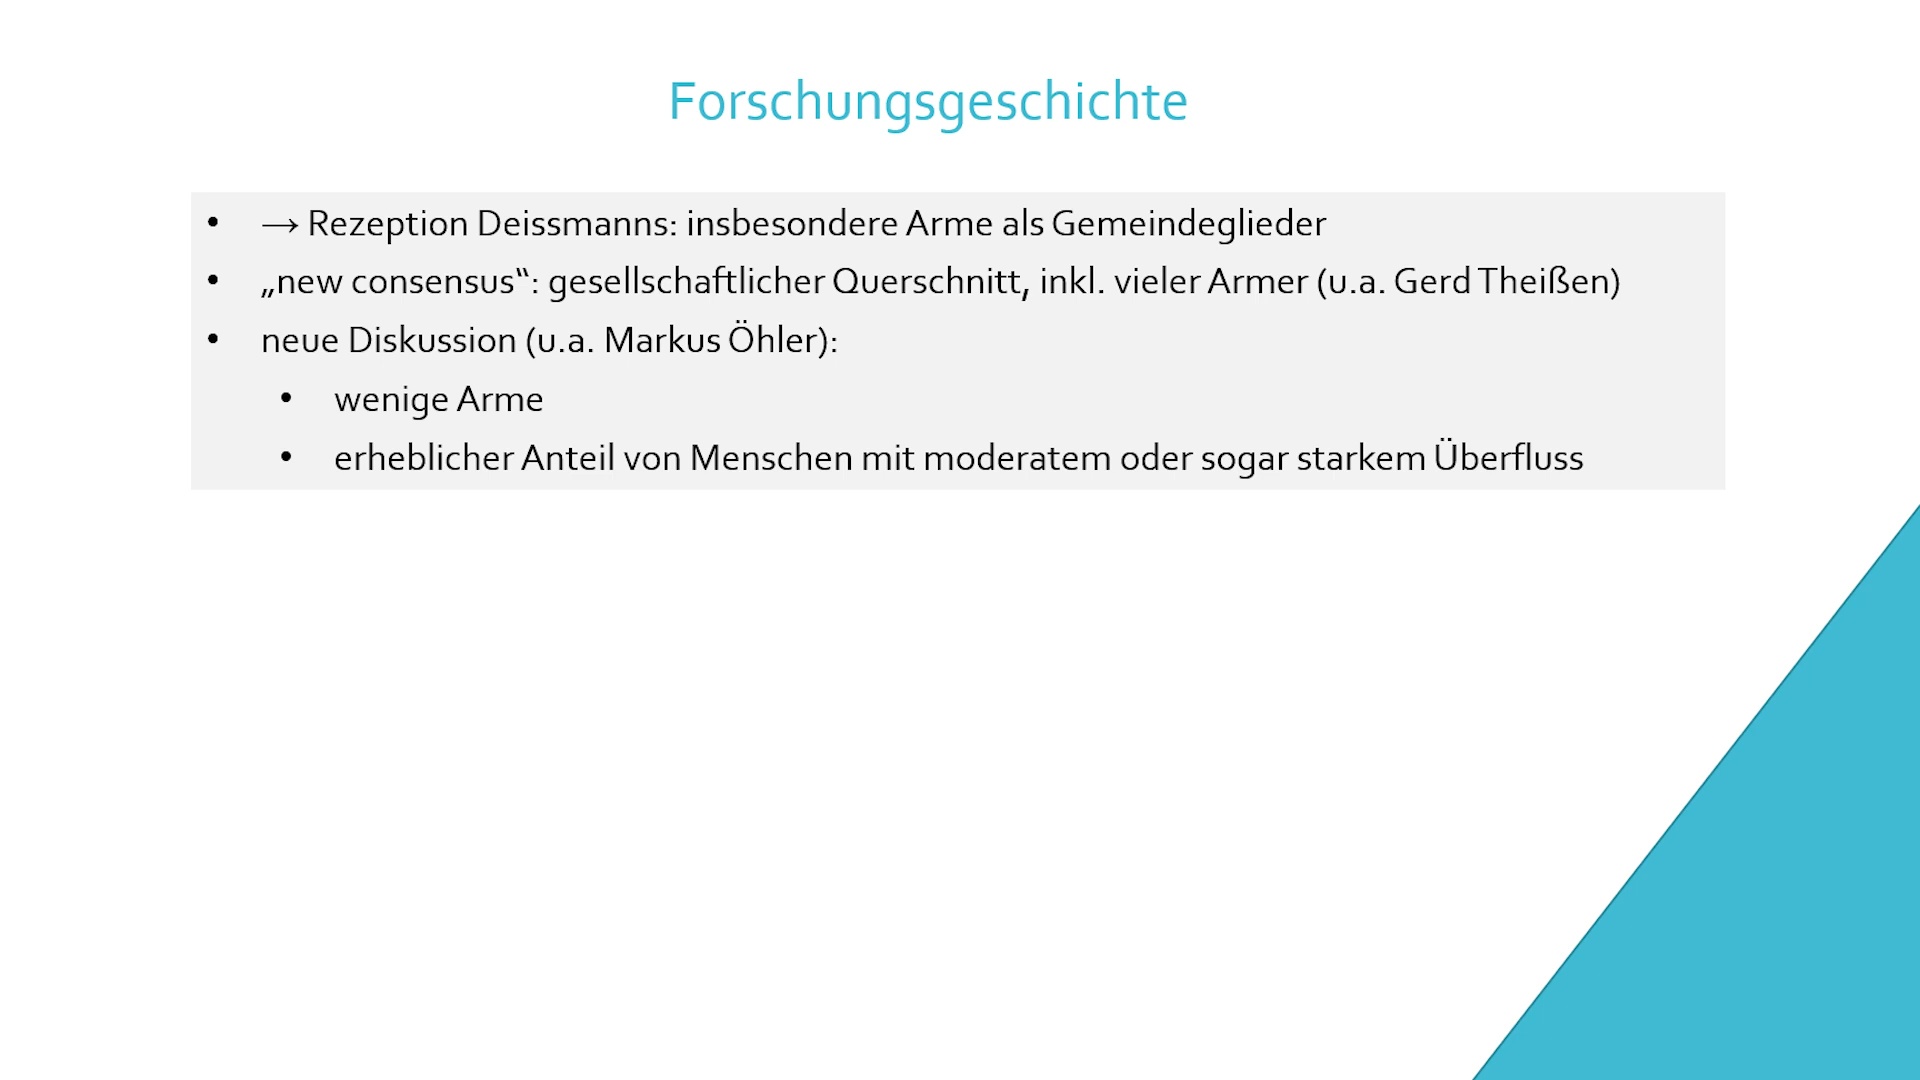 Forschungsgeschichte
• → Rezeption Deissmanns: insbesondere Arme als Gemeindeglieder
• „new consensus“: gesellschaftlicher Querschnitt, inkl. vieler Armer (u.a. Gerd Theißen)
• neue Diskussion (u.a. Markus Öhler):
• wenige Arme
• erheblicher Anteil von Menschen mit moderatem oder sogar starkem Überfluss